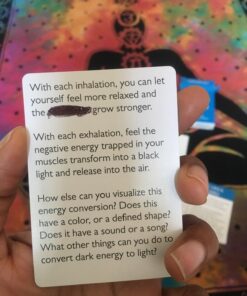 With each inhalation, you can let
yourself feel more relaxed and
the grow stronger.
With each exhalation, feel the
negative energy trapped in your
muscles transform into a black
light and release into the air.
How else can you visualize this
energy conversion? Does this
have a color, or a defined shape?
Does it have a sound or a song?
What other things can you do to
convert dark energy to light?